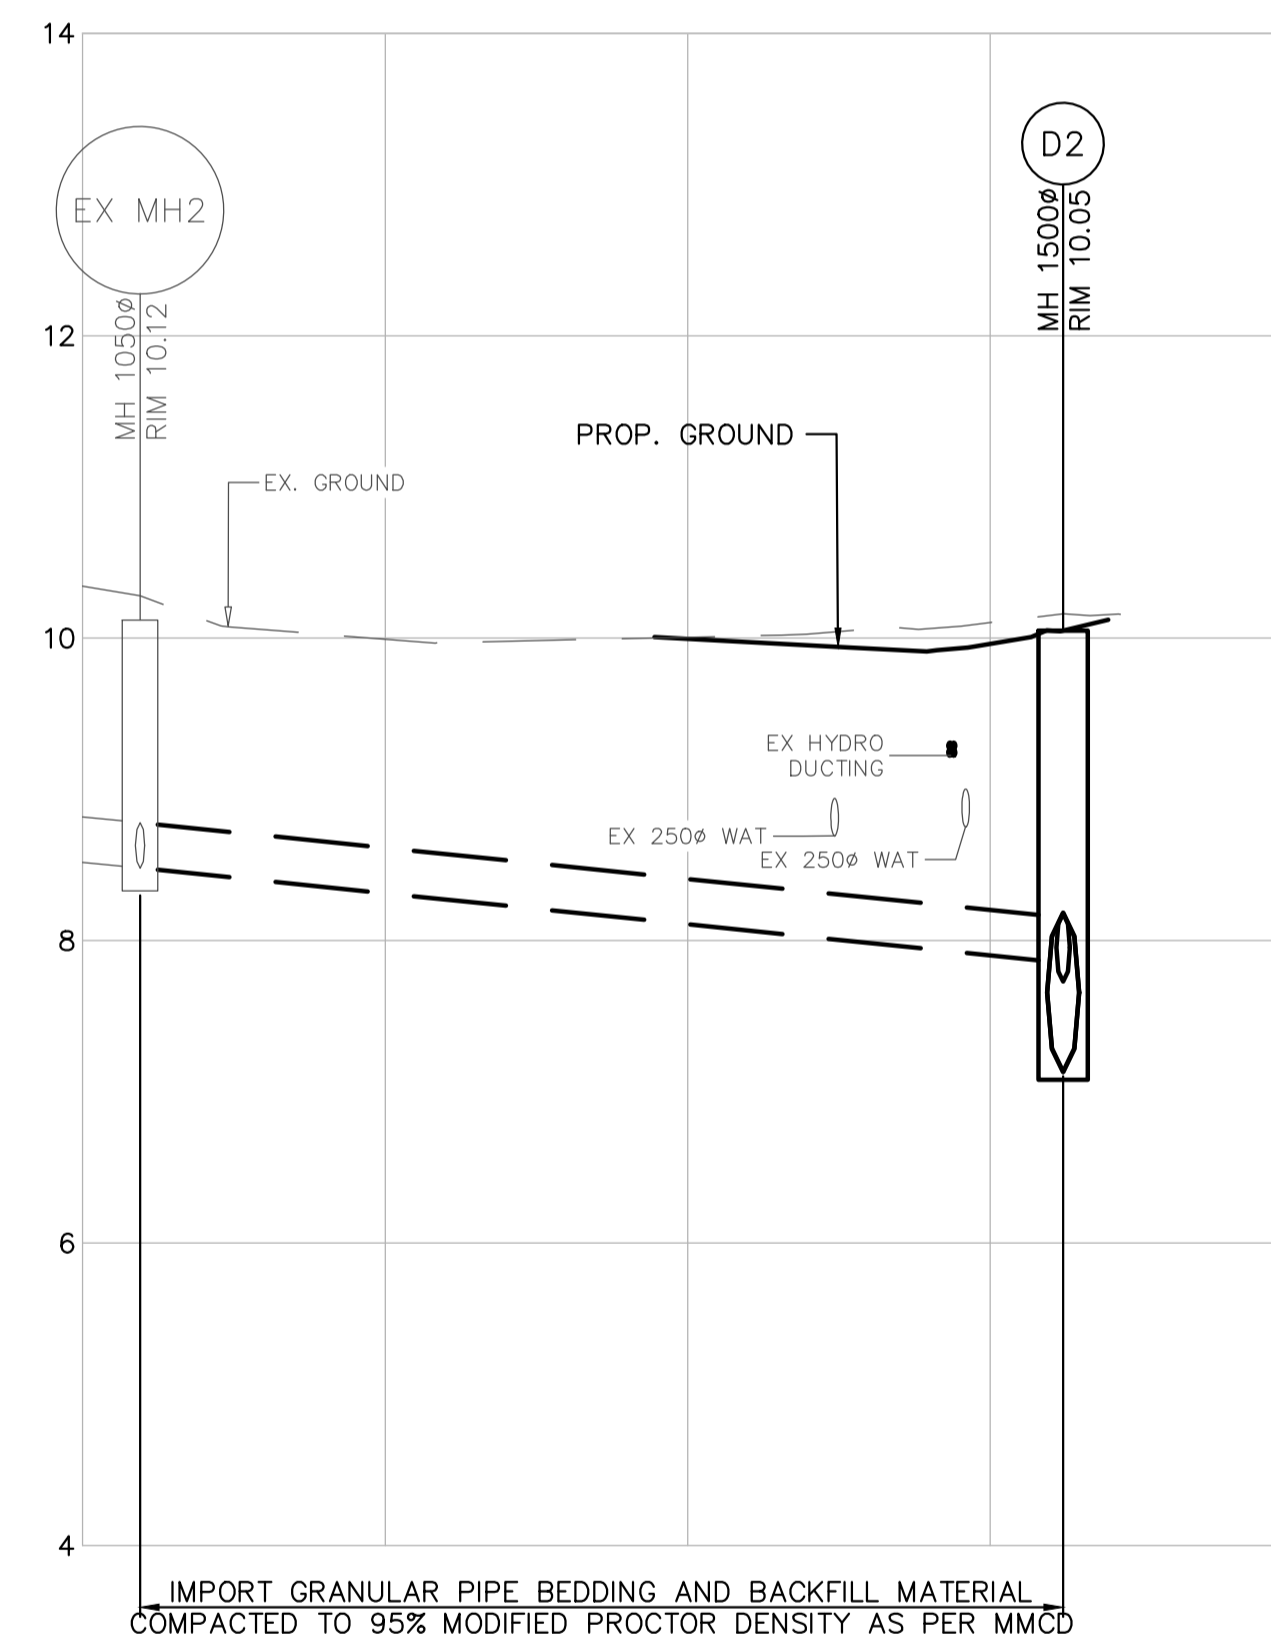 14
EX MH2
MH 1050ø
RIM 10.12
D2
MH 1500ø
RIM 10.05
12
PROP. GROUND
EX. GROUND
10
EX HYDRO
DUCTING
EX 250ø WAT
EX 250ø WAT
8
6
4
IMPORT GRANULAR PIPE BEDDING AND BACKFILL MATERIAL
COMPACTED TO 95% MODIFIED PROCTOR DENSITY AS PER MMCD